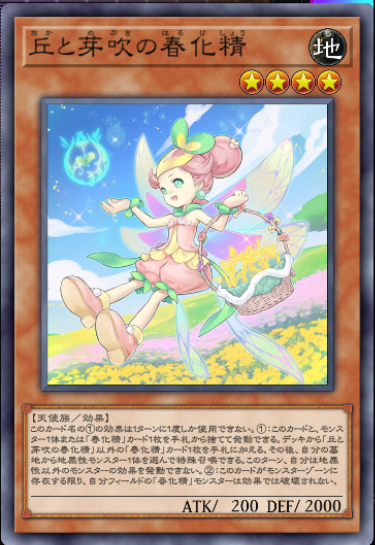 丘と芽吹の春化精
おか めぶき はるけしょう
地
【天使族／効果】
このカード名の①の効果は1ターンに1度しか使用できない。①：このカードと、モンス
ター1体または「春化精」カード1枚を手札から捨てて発動できる。デッキから「丘と
芽吹の春化精」以外の「春化精」カード1枚を手札に加える。その後、自分の墓
地から地属性モンスター1体を選んで特殊召喚できる。このターン、自分は地属
性以外のモンスターの効果を発動できない。②：このカードがモンスターゾーンに
存在する限り、自分フィールドの「春化精」モンスターは効果では破壊されない。
ATK/ 200 DEF/ 2000